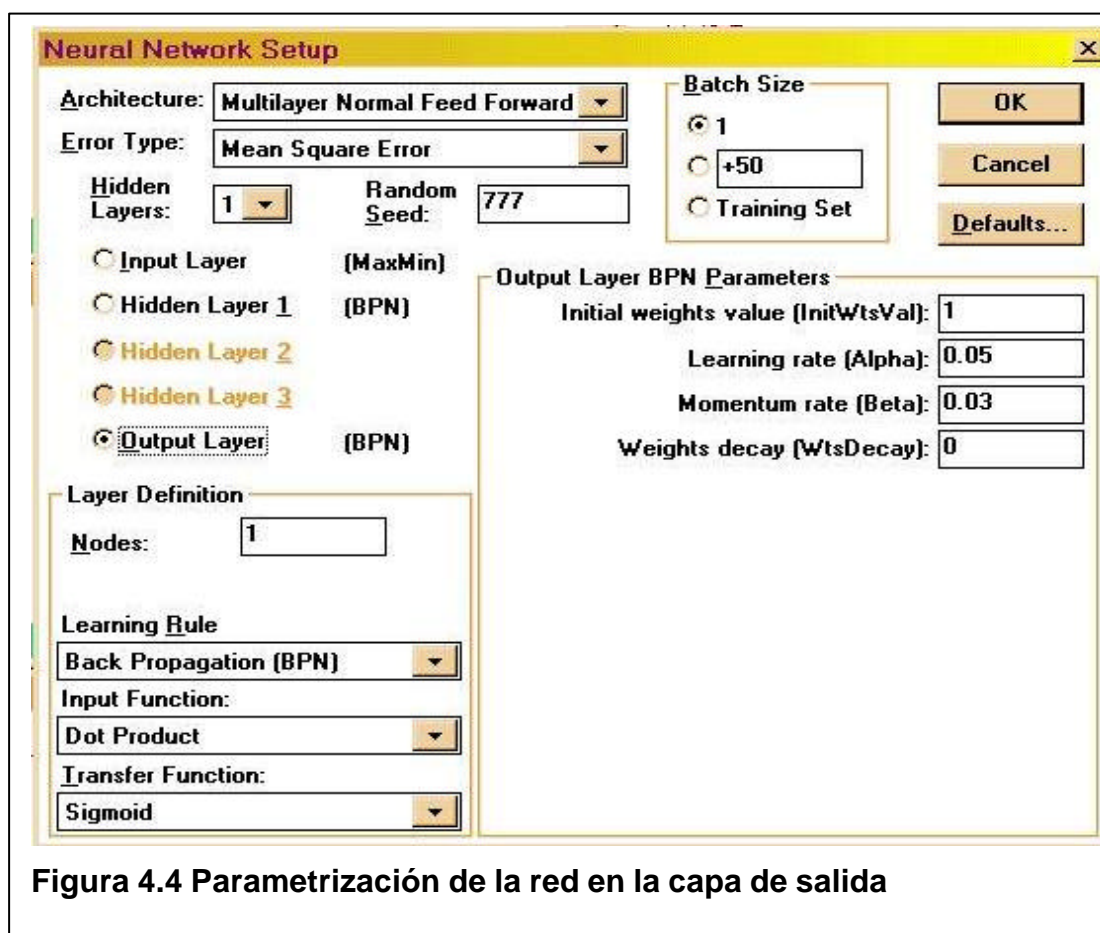 Neural Network Setup
Architecture: Multilayer Normal Feed Forward
Error Type: Mean Square Error
Hidden Layers: 1
Random Seed: 777
Batch Size
1
+50
Training Set
OK
Cancel
Defaults...
Input Layer (MaxMin)
Hidden Layer 1 (BPN)
Hidden Layer 2
Hidden Layer 3
Output Layer (BPN)
Output Layer BPN Parameters
Initial weights value (InitWtsVal): 1
Learning rate (Alpha): 0.05
Momentum rate (Beta): 0.03
Weights decay (WtsDecay): 0
Layer Definition
Nodes: 1
Learning Rule
Back Propagation (BPN)
Input Function:
Dot Product
Transfer Function:
Sigmoid
Figura 4.4 Parametrización de la red en la capa de salida